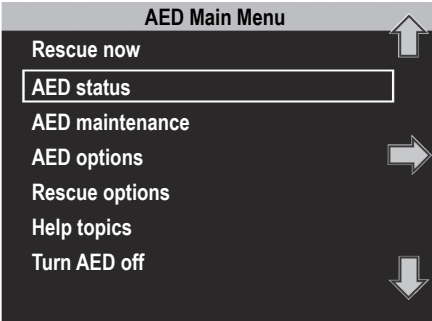 AED Main Menu
Rescue now
AED status
AED maintenance
AED options
Rescue options
Help topics
Turn AED off